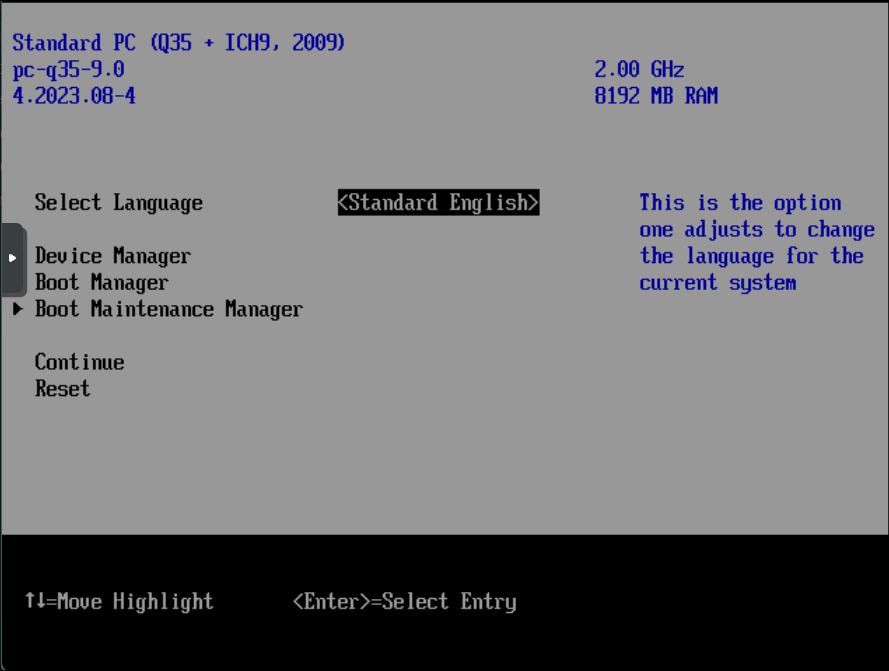 Standard PC (Q35 + ICH9, 2009)
pc-q35-9.0 2.00 GHz
4.2023.08-4 8192 MB RAM
Select Language <Standard English> This is the option
one adjusts to change
Device Manager the language for the
Boot Manager current system
Boot Maintenance Manager
Continue
Reset
↑↓=Move Highlight <Enter>=Select Entry